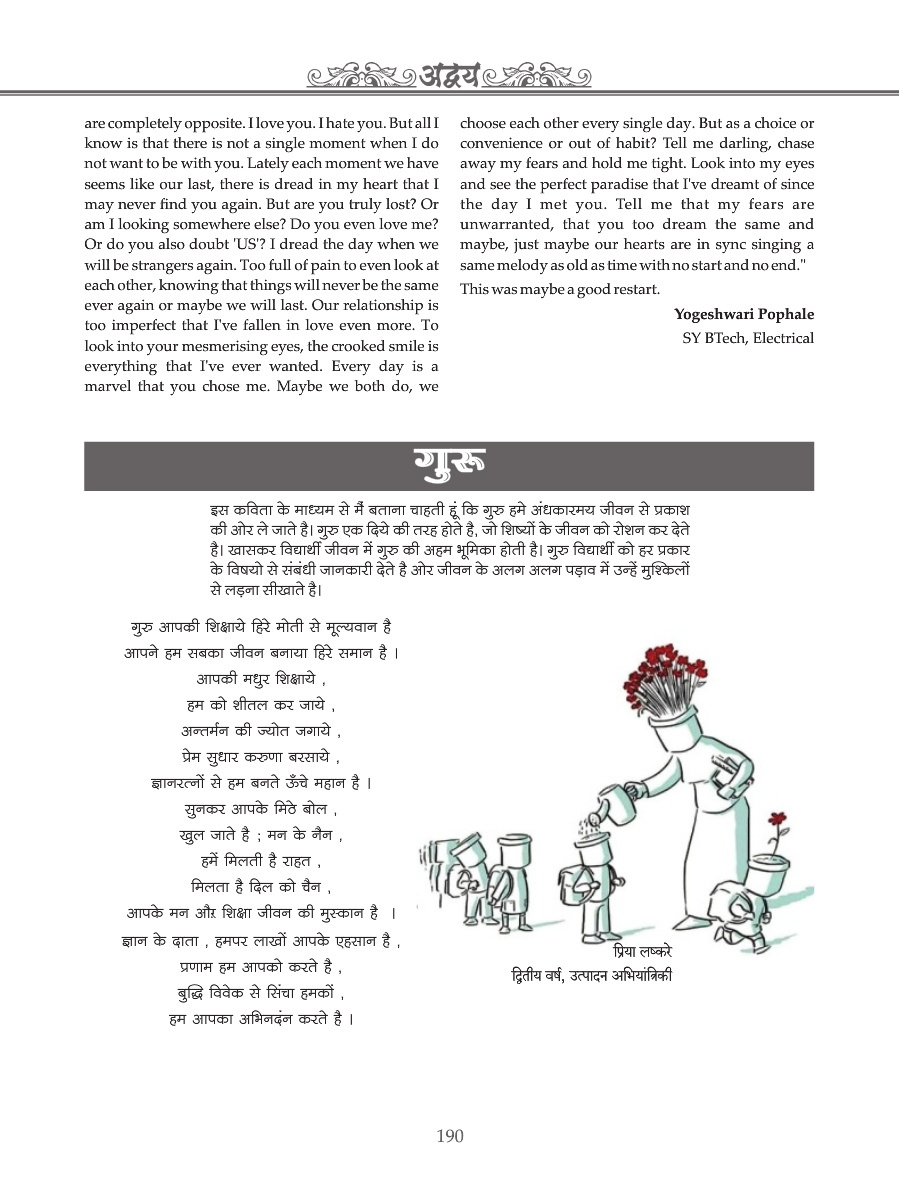 अद्वय
are completely opposite. I love you. I hate you. But all I
know is that there is not a single moment when I do
not want to be with you. Lately each moment we have
seems like our last, there is dread in my heart that I
may never find you again. But are you truly lost? Or
am I looking somewhere else? Do you even love me?
Or do you also doubt 'US'? I dread the day when we
will be strangers again. Too full of pain to even look at
each other, knowing that things will never be the same
ever again or maybe we will last. Our relationship is
too imperfect that I've fallen in love even more. To
look into your mesmerising eyes, the crooked smile is
everything that I've ever wanted. Every day is a
marvel that you chose me. Maybe we both do, we
choose each other every single day. But as a choice or
convenience or out of habit? Tell me darling, chase
away my fears and hold me tight. Look into my eyes
and see the perfect paradise that I've dreamt of since
the day I met you. Tell me that my fears are
unwarranted, that you too dream the same and
maybe, just maybe our hearts are in sync singing a
same melody as old as time with no start and no end."
This was maybe a good restart.
Yogeshwari Pophale
SY BTech, Electrical
गुरू
इस कविता के माध्यम से मैं बताना चाहती हूं कि गुरु हमे अंधकारमय जीवन से प्रकाश
की ओर ले जाते है। गुरु एक दिये की तरह होते है, जो शिष्यों के जीवन को रोशन कर देते
है। खासकर विद्यार्थी जीवन में गुरु की अहम भूमिका होती है। गुरु विद्यार्थी को हर प्रकार
के विषयो से संबंधी जानकारी देते है ओर जीवन के अलग अलग पड़ाव में उन्हें मुश्किलों
से लड़ना सीखाते है।
गुरु आपकी शिक्षाये हिरे मोती से मूल्यवान है
आपने हम सबका जीवन बनाया हिरे समान है ।
आपकी मधुर शिक्षाये ,
हम को शीतल कर जाये ,
अन्तर्मन की ज्योत जगाये ,
प्रेम सुधार करुणा बरसाये ,
ज्ञानरत्नों से हम बनते ऊँचे महान है ।
सुनकर आपके मिठे बोल ,
खुल जाते है ; मन के नैन ,
हमें मिलती है राहत ,
मिलता है दिल को चैन ,
आपके मन औऱ शिक्षा जीवन की मुस्कान है ।
ज्ञान के दाता , हमपर लाखों आपके एहसान है ,
प्रणाम हम आपको करते है ,
बुद्धि विवेक से सिंचा हमकों ,
हम आपका अभिनदंन करते है ।
प्रिया लष्करे
द्वितीय वर्ष, उत्पादन अभियांत्रिकी
190